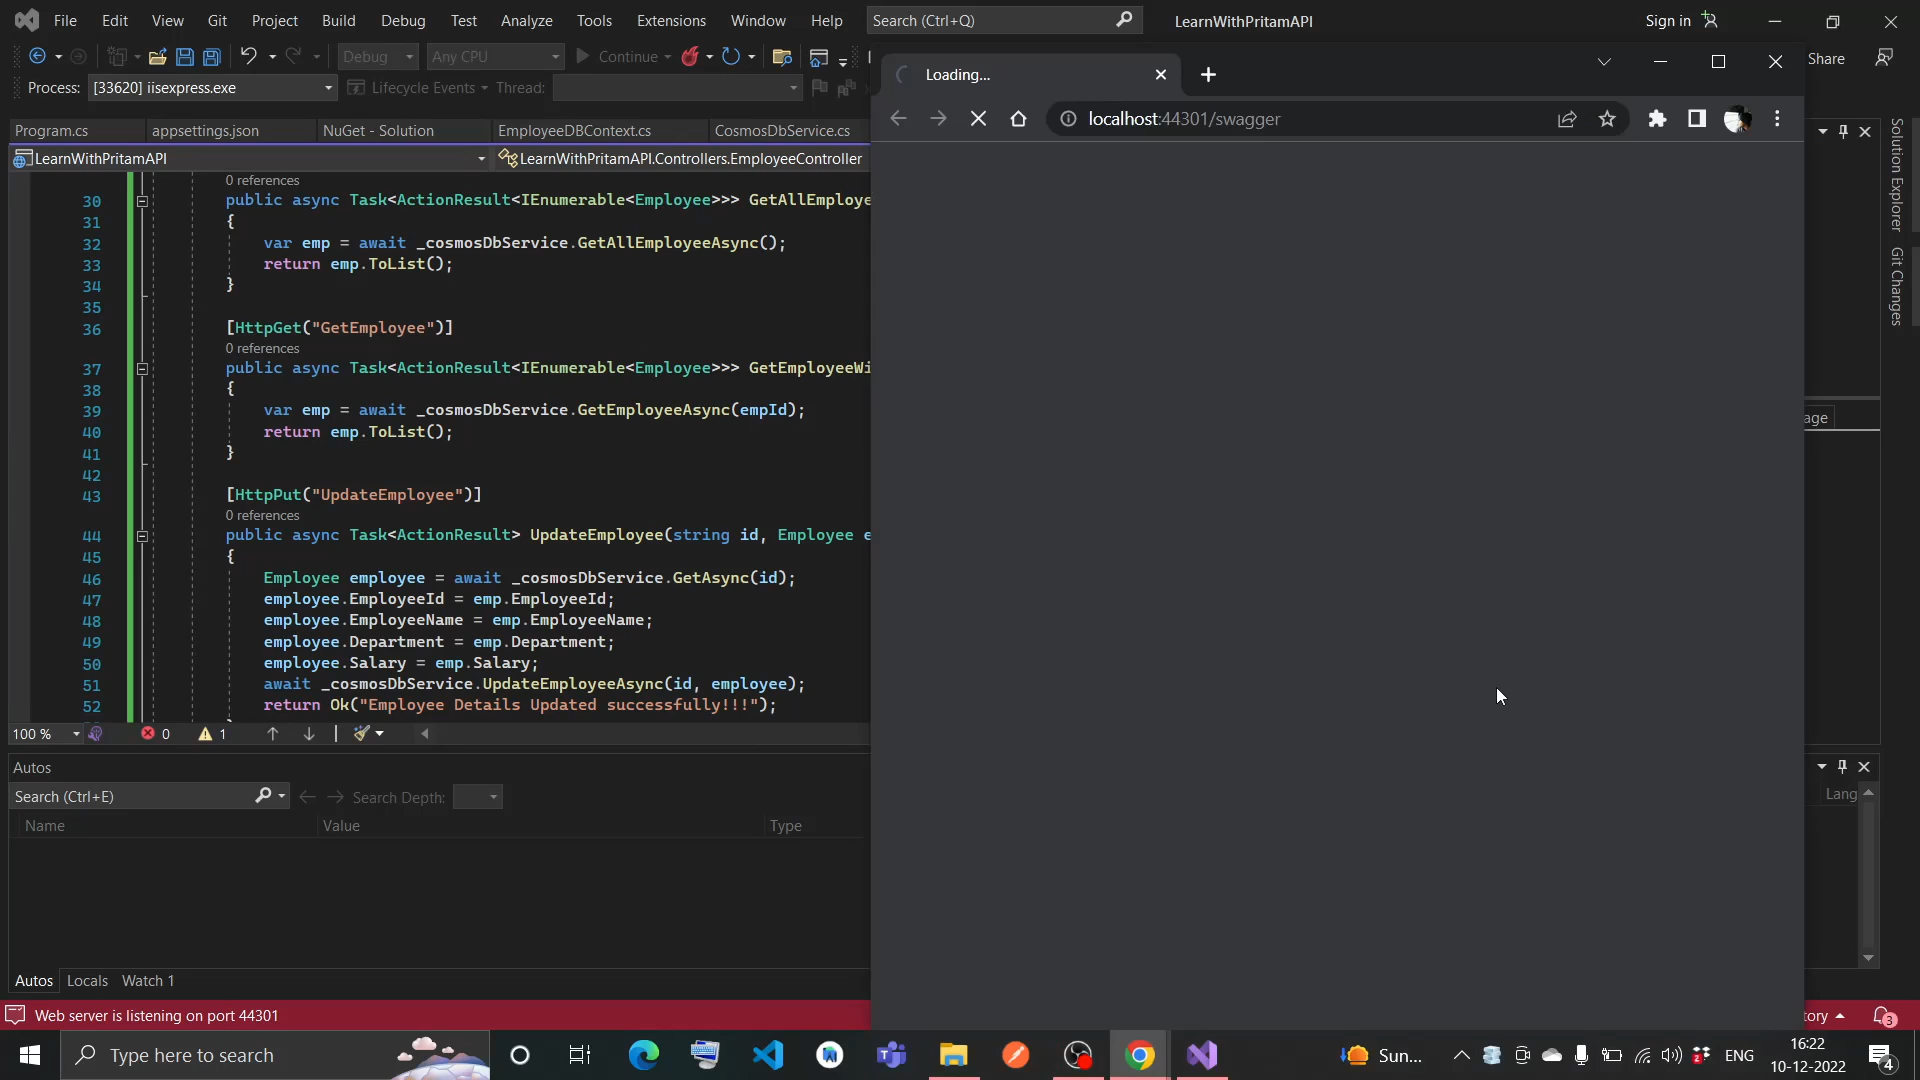 File Edit View Git Project Build Debug Test Analyze Tools Extensions Window Help Search (Ctrl+Q) LearnWithPritamAPI Sign in
Debug Any CPU Continue Share
Process: [33620] iisexpress.exe Lifecycle Events Thread:
Program.cs appsettings.json NuGet - Solution EmployeeDBContext.cs CosmosDbService.cs
LearnWithPritamAPI LearnWithPritamAPI.Controllers.EmployeeController
0 references
30 public async Task<ActionResult<IEnumerable<Employee>>> GetAllEmploye
31 {
32 var emp = await _cosmosDbService.GetAllEmployeeAsync();
33 return emp.ToList();
34 }
35
36 [HttpGet("GetEmployee")]
0 references
37 public async Task<ActionResult<IEnumerable<Employee>>> GetEmployeeWi
38 {
39 var emp = await _cosmosDbService.GetEmployeeAsync(empId);
40 return emp.ToList();
41 }
42
43 [HttpPut("UpdateEmployee")]
0 references
44 public async Task<ActionResult> UpdateEmployee(string id, Employee e
45 {
46 Employee employee = await _cosmosDbService.GetAsync(id);
47 employee.EmployeeId = emp.EmployeeId;
48 employee.EmployeeName = emp.EmployeeName;
49 employee.Department = emp.Department;
50 employee.Salary = emp.Salary;
51 await _cosmosDbService.UpdateEmployeeAsync(id, employee);
52 return Ok("Employee Details Updated successfully!!!");
100 % 0 1
Autos
Search (Ctrl+E) Search Depth:
Name Value Type
Autos Locals Watch 1
Web server is listening on port 44301
Loading...
localhost:44301/swagger
Solution Explorer
Git Changes
age
Lang
tory 3
Type here to search
Sun... ENG 16:22
10-12-2022 4